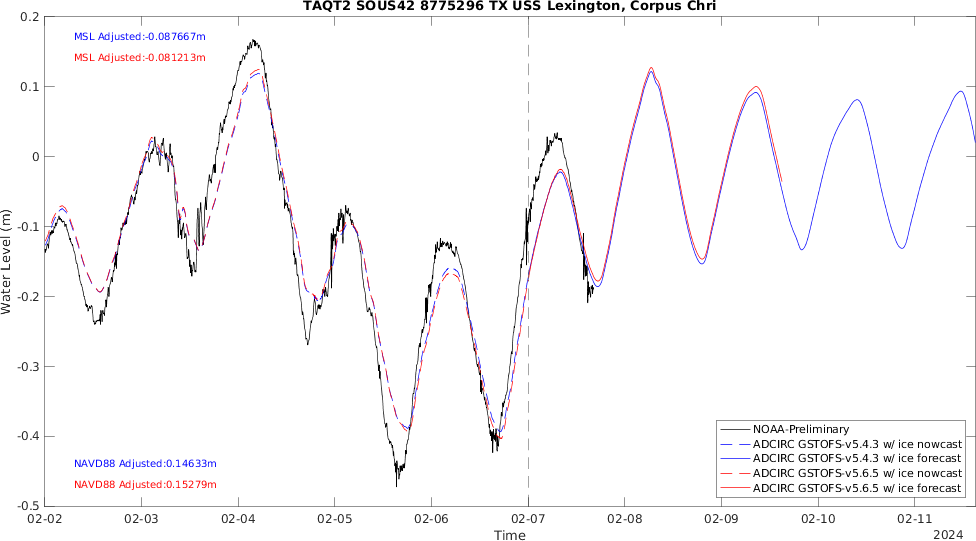 TAQT2 SOUS42 8775296 TX USS Lexington, Corpus Chri
MSL Adjusted:-0.087667m
MSL Adjusted:-0.081213m
0.2
0.1
0
-0.1
-0.2
-0.3
-0.4
-0.5
Water Level (m)
NAVD88 Adjusted:0.14633m
NAVD88 Adjusted:0.15279m
NOAA-Preliminary
ADCIRC GSTOFS-v5.4.3 w/ ice nowcast
ADCIRC GSTOFS-v5.4.3 w/ ice forecast
ADCIRC GSTOFS-v5.6.5 w/ ice nowcast
ADCIRC GSTOFS-v5.6.5 w/ ice forecast
02-02 02-03 02-04 02-05 02-06 02-07 02-08 02-09 02-10 02-11
Time
2024